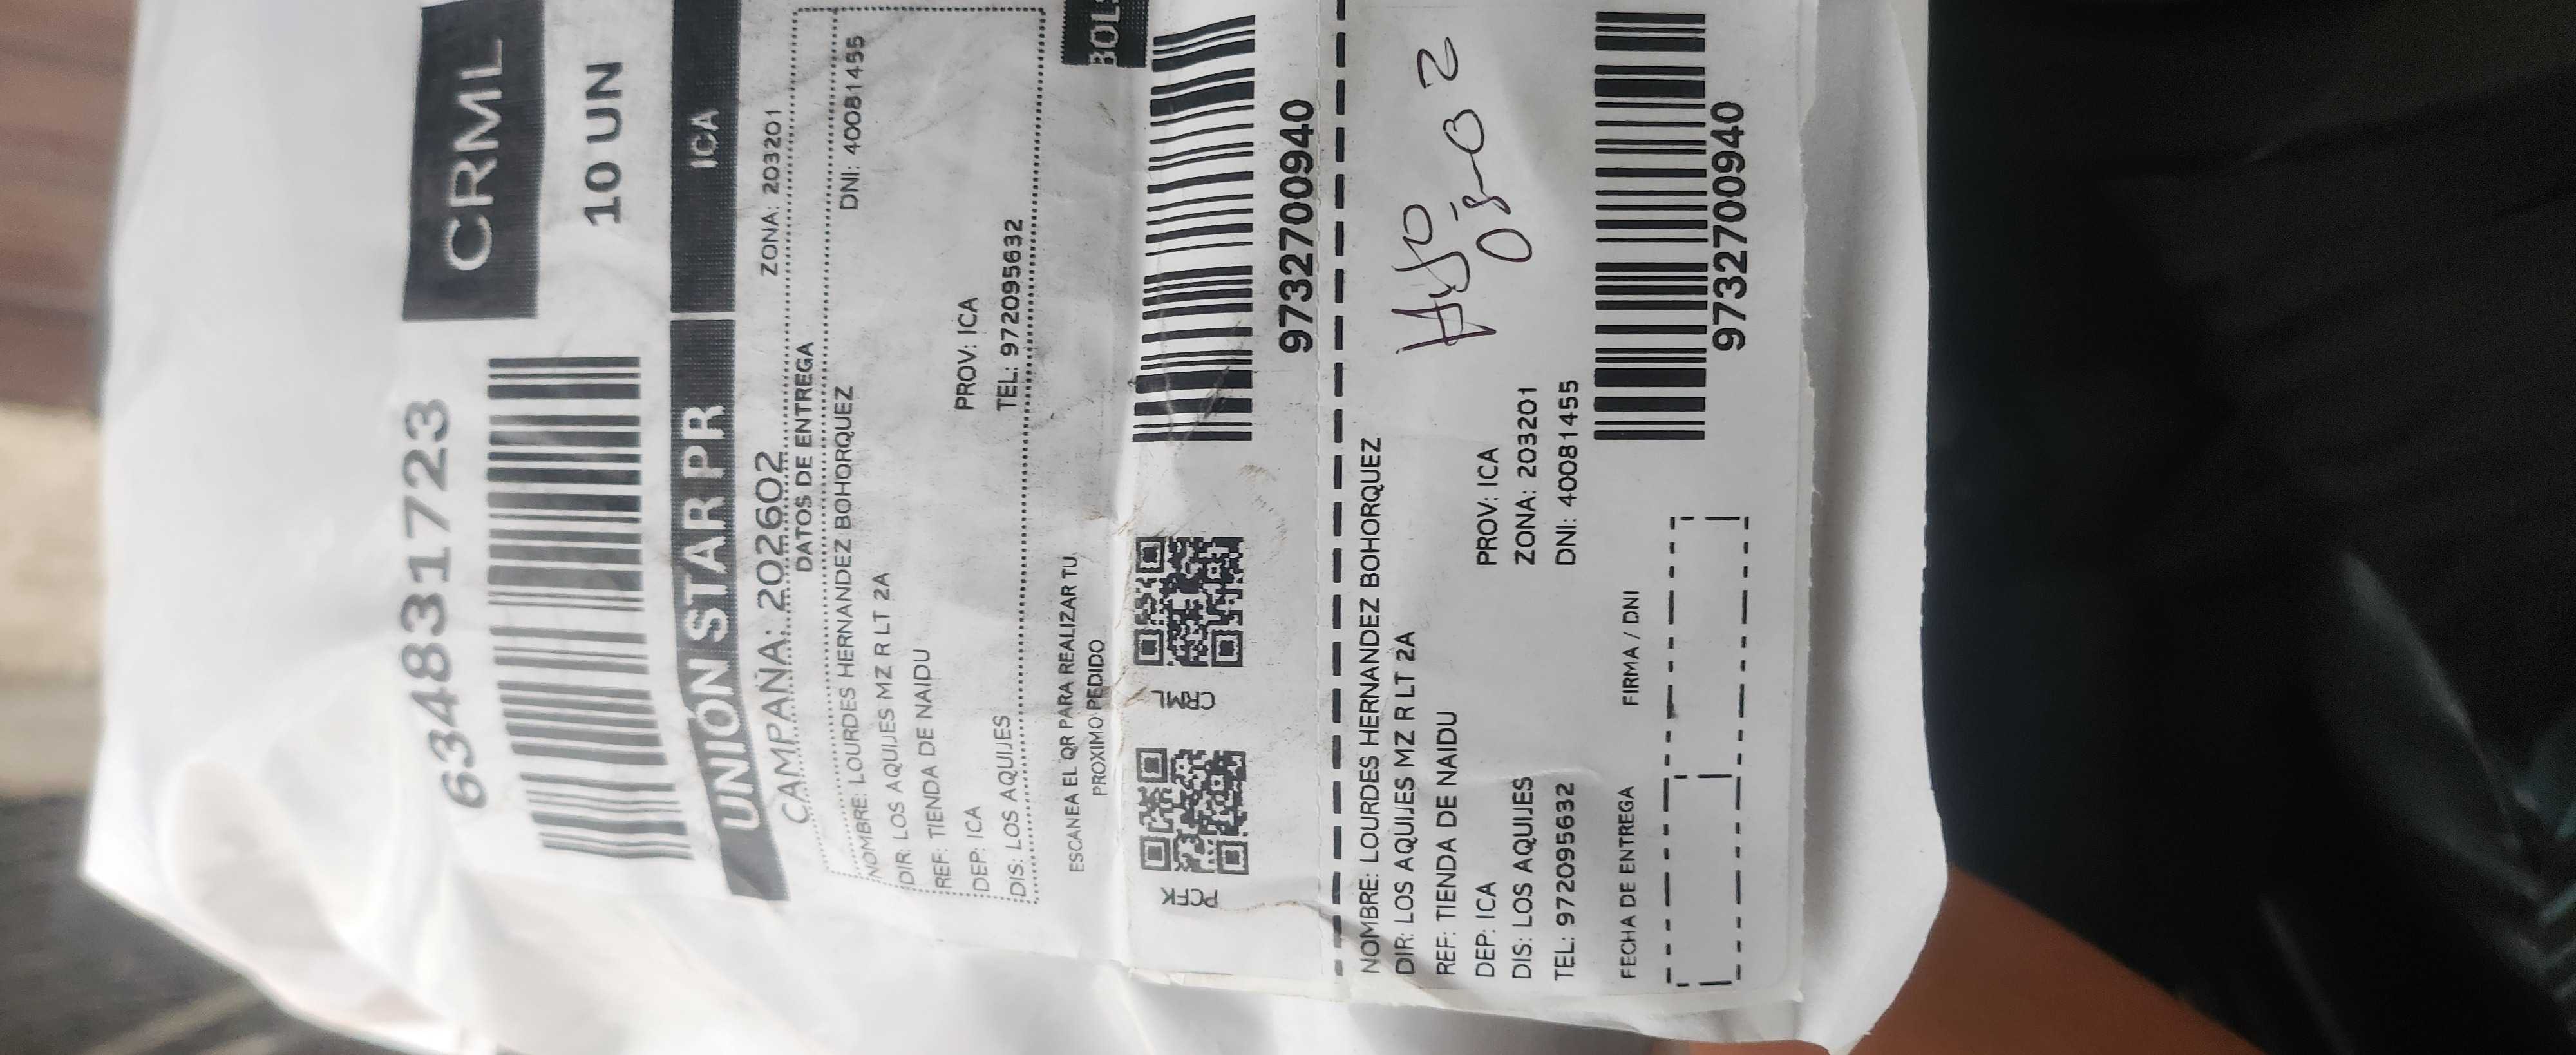 6348317723
CRML
10 UN
UNION STAR PR
ICA
CAMPAÑA: 202602
ZONA: 203201
DATOS DE ENTREGA
NOMBRE: LOURDES HERNANDEZ BOHORQUEZ
DNI: 40081455
DIR: LOS AQUIJES MZ R LT 2A
REF: TIENDA DE NAIDU
DEP: ICA
PROV: ICA
DIS: LOS AQUIJES
TEL: 972095632
ESCANEA EL QR PARA REALIZAR TU
PROXIMO PEDIDO
PCFK
CRML
9732700940
NOMBRE: LOURDES HERNANDEZ BOHORQUEZ
DIR: LOS AQUIJES MZ R LT 2A
REF: TIENDA DE NAIDU
DEP: ICA
PROV: ICA
DIS: LOS AQUIJES
ZONA: 203201
TEL: 972095632
DNI: 40081455
FECHA DE ENTREGA
FIRMA / DNI
9732700940